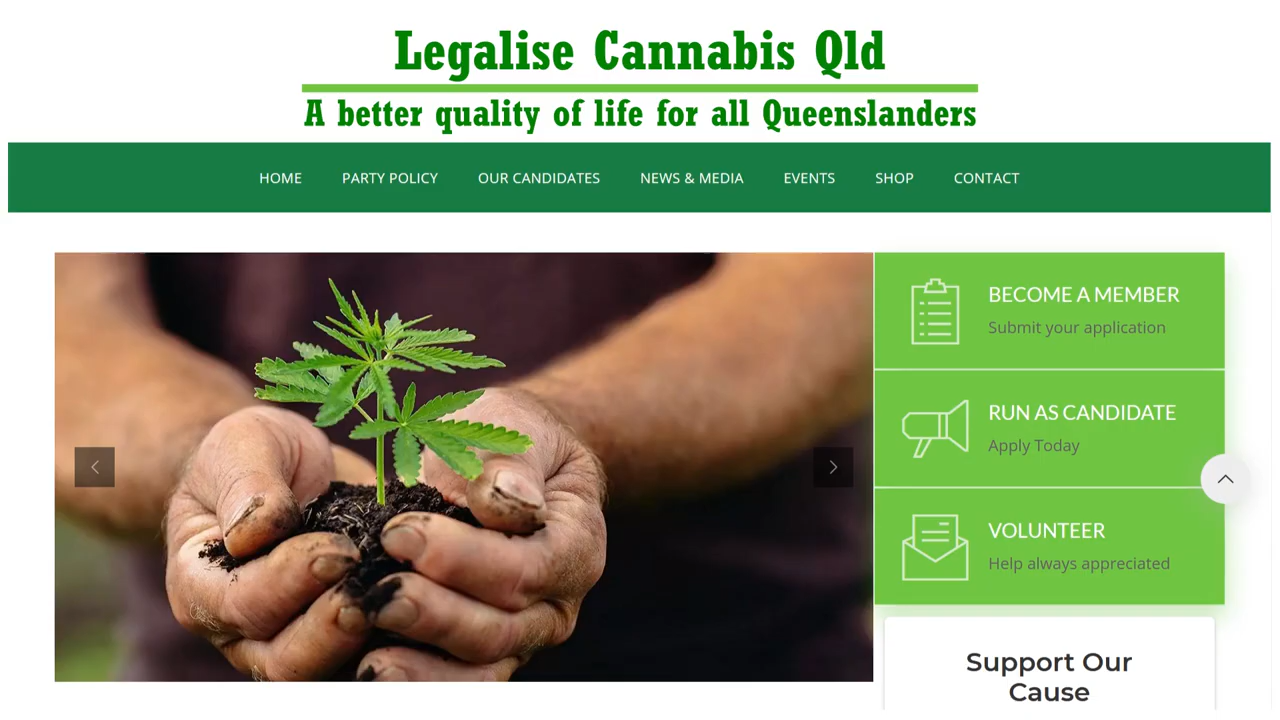 Legalise Cannabis Qld
A better quality of life for all Queenslanders
HOME PARTY POLICY OUR CANDIDATES NEWS & MEDIA EVENTS SHOP CONTACT
BECOME A MEMBER
Submit your application
RUN AS CANDIDATE
Apply Today
VOLUNTEER
Help always appreciated
Support Our
Cause